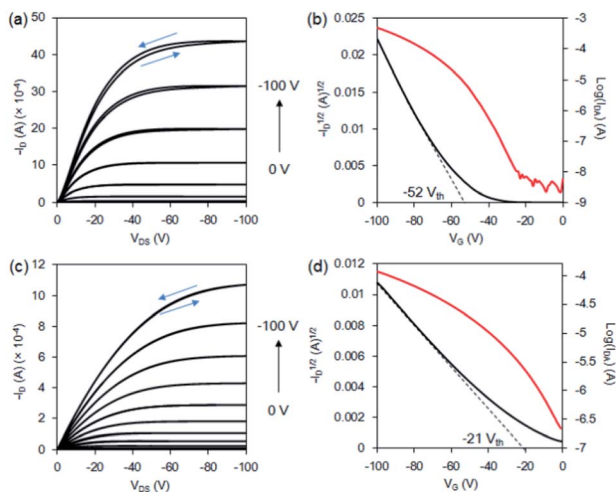 (a)
50
40
30
20
10
0
–I_D (A) (× 10⁻⁴)
0 -20 -40 -60 -80 -100
V_DS (V)
-100 V
0 V
(b)
0.025
0.02
0.015
0.01
0.005
0
–I_D^1/2 (A)^1/2
-3
-4
-5
-6
-7
-8
-9
-52 V_th
-100 -80 -60 -40 -20 0
V_G (V)
(c)
12
10
8
6
4
2
0
–I_D (A) (× 10⁻⁴)
0 -20 -40 -60 -80 -100
V_DS (V)
-100 V
0 V
(d)
0.012
0.01
0.008
0.006
0.004
0.002
0
–I_D^1/2 (A)^1/2
-4
-4.5
-5
-5.5
-6
-6.5
-7
-21 V_th
-100 -80 -60 -40 -20 0
V_G (V)